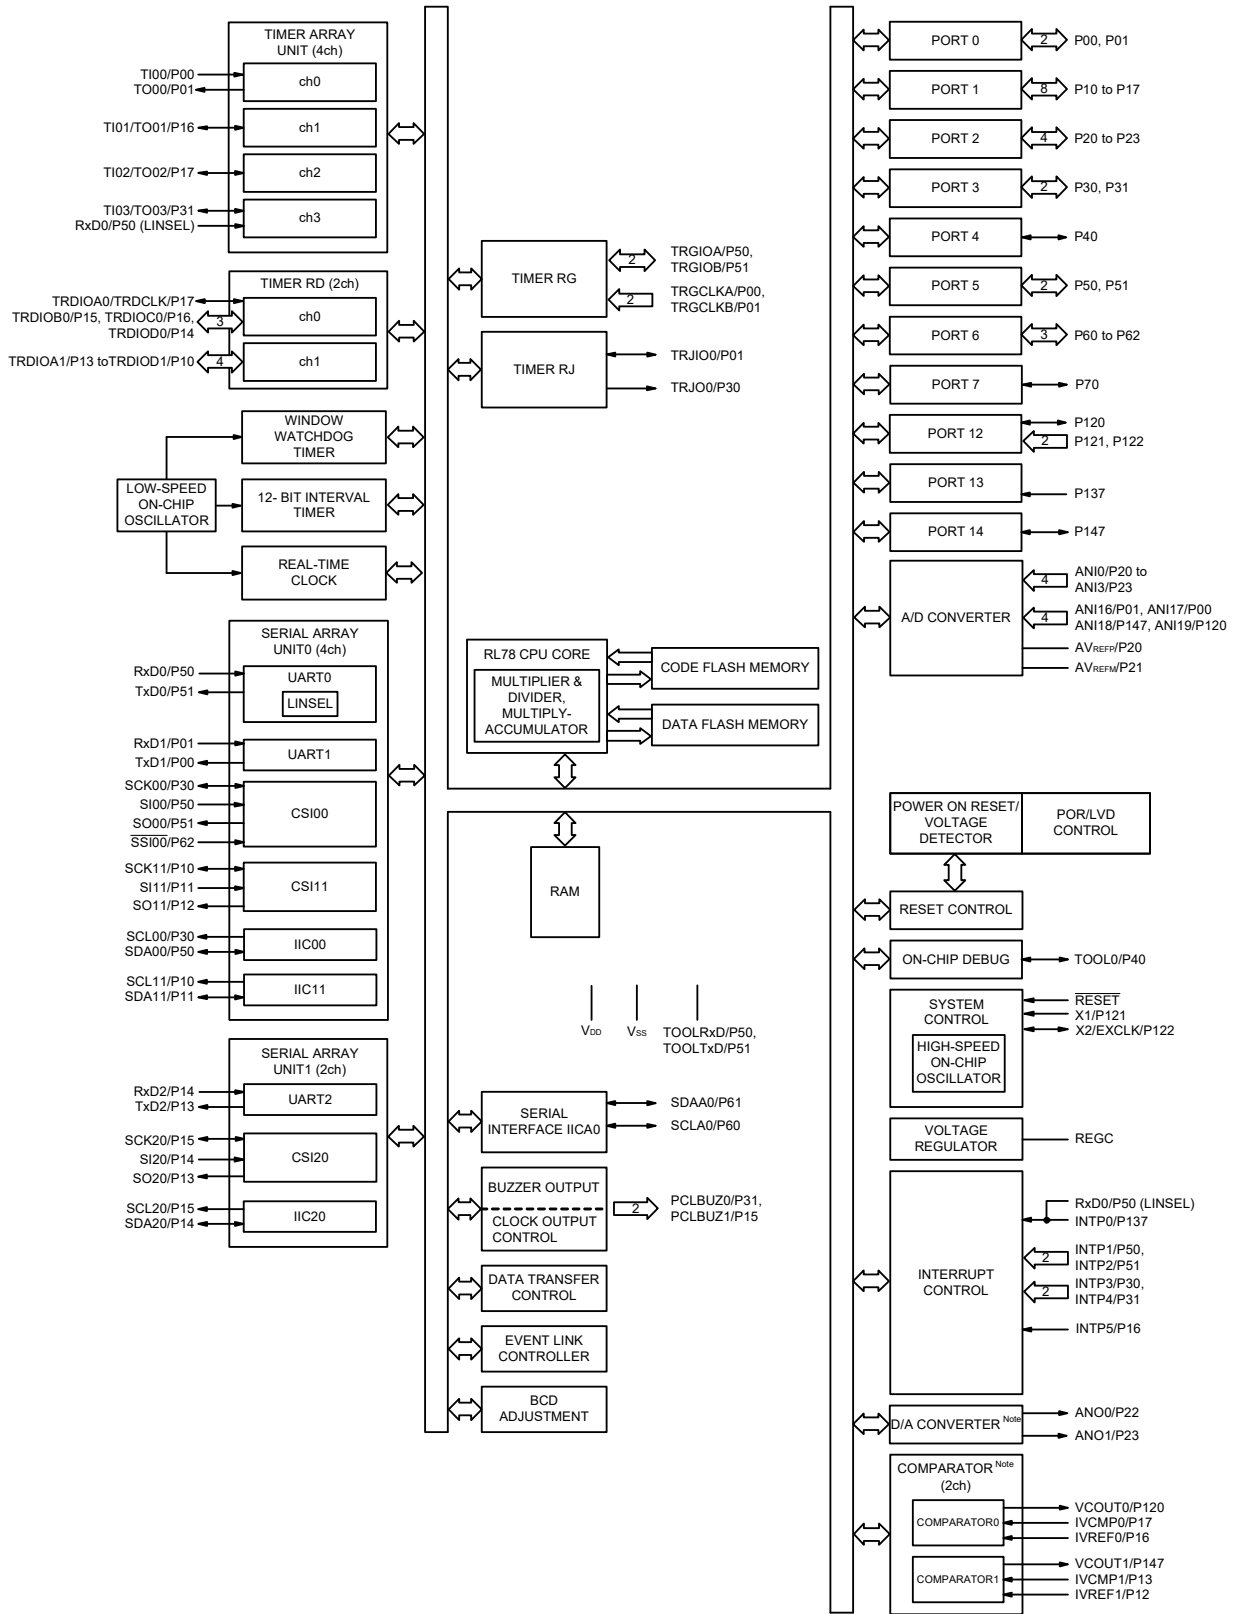 TIMER ARRAY
UNIT (4ch)
TI00/P00
TO00/P01
ch0
TI01/TO01/P16
ch1
TI02/TO02/P17
ch2
TI03/TO03/P31
RxD0/P50 (LINSEL)
ch3
TIMER RD (2ch)
TRDIOA0/TRDCLK/P17
TRDIOB0/P15, TRDIOC0/P16,
TRDIOD0/P14
3
ch0
TRDIOA1/P13 toTRDIOD1/P10
4
ch1
WINDOW
WATCHDOG
TIMER
LOW-SPEED
ON-CHIP
OSCILLATOR
12- BIT INTERVAL
TIMER
REAL-TIME
CLOCK
SERIAL ARRAY
UNIT0 (4ch)
RxD0/P50
TxD0/P51
UART0
LINSEL
RxD1/P01
TxD1/P00
UART1
SCK00/P30
SI00/P50
SO00/P51
SSI00/P62
CSI00
SCK11/P10
SI11/P11
SO11/P12
CSI11
SCL00/P30
SDA00/P50
IIC00
SCL11/P10
SDA11/P11
IIC11
SERIAL ARRAY
UNIT1 (2ch)
RxD2/P14
TxD2/P13
UART2
SCK20/P15
SI20/P14
SO20/P13
CSI20
SCL20/P15
SDA20/P14
IIC20
TIMER RG
2
TRGIOA/P50,
TRGIOB/P51
2
TRGCLKA/P00,
TRGCLKB/P01
TIMER RJ
TRJIO0/P01
TRJO0/P30
RL78 CPU CORE
MULTIPLIER &
DIVIDER,
MULTIPLY-
ACCUMULATOR
CODE FLASH MEMORY
DATA FLASH MEMORY
RAM
VDD
VSS
TOOLRxD/P50,
TOOLTxD/P51
SERIAL
INTERFACE IICA0
SDAA0/P61
SCLA0/P60
BUZZER OUTPUT
CLOCK OUTPUT
CONTROL
2
PCLBUZ0/P31,
PCLBUZ1/P15
DATA TRANSFER
CONTROL
EVENT LINK
CONTROLLER
BCD
ADJUSTMENT
PORT 0
2
P00, P01
PORT 1
8
P10 to P17
PORT 2
4
P20 to P23
PORT 3
2
P30, P31
PORT 4
P40
PORT 5
2
P50, P51
PORT 6
3
P60 to P62
PORT 7
P70
PORT 12
P120
2
P121, P122
PORT 13
P137
PORT 14
P147
A/D CONVERTER
4
ANI0/P20 to
ANI3/P23
4
ANI16/P01, ANI17/P00
ANI18/P147, ANI19/P120
AVREFP/P20
AVREFM/P21
POWER ON RESET/
VOLTAGE
DETECTOR
POR/LVD
CONTROL
RESET CONTROL
ON-CHIP DEBUG
TOOL0/P40
SYSTEM
CONTROL
HIGH-SPEED
ON-CHIP
OSCILLATOR
RESET
X1/P121
X2/EXCLK/P122
VOLTAGE
REGULATOR
REGC
INTERRUPT
CONTROL
RxD0/P50 (LINSEL)
INTP0/P137
2
INTP1/P50,
INTP2/P51
2
INTP3/P30,
INTP4/P31
INTP5/P16
D/A CONVERTER Note
ANO0/P22
ANO1/P23
COMPARATOR Note
(2ch)
COMPARATOR0
VCOUT0/P120
IVCMP0/P17
IVREF0/P16
COMPARATOR1
VCOUT1/P147
IVCMP1/P13
IVREF1/P12